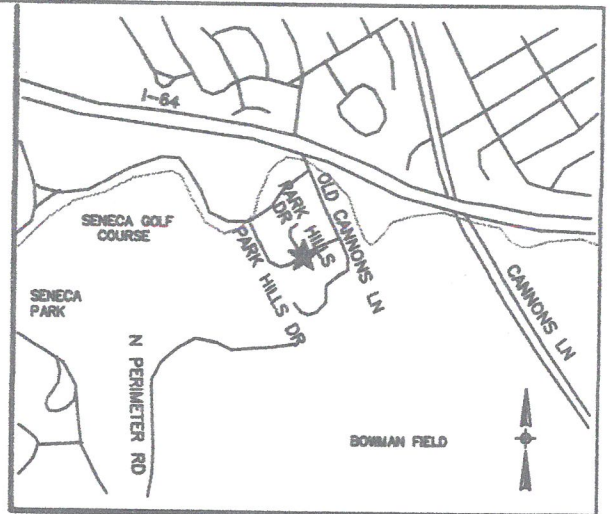 I-64
OLD CANNONS LN
PARK HILLS
DR
SENECA GOLF
COURSE
PARK HILLS DR
CANNONS LN
SENECA
PARK
N PERIMETER RD
BOWMAN FIELD